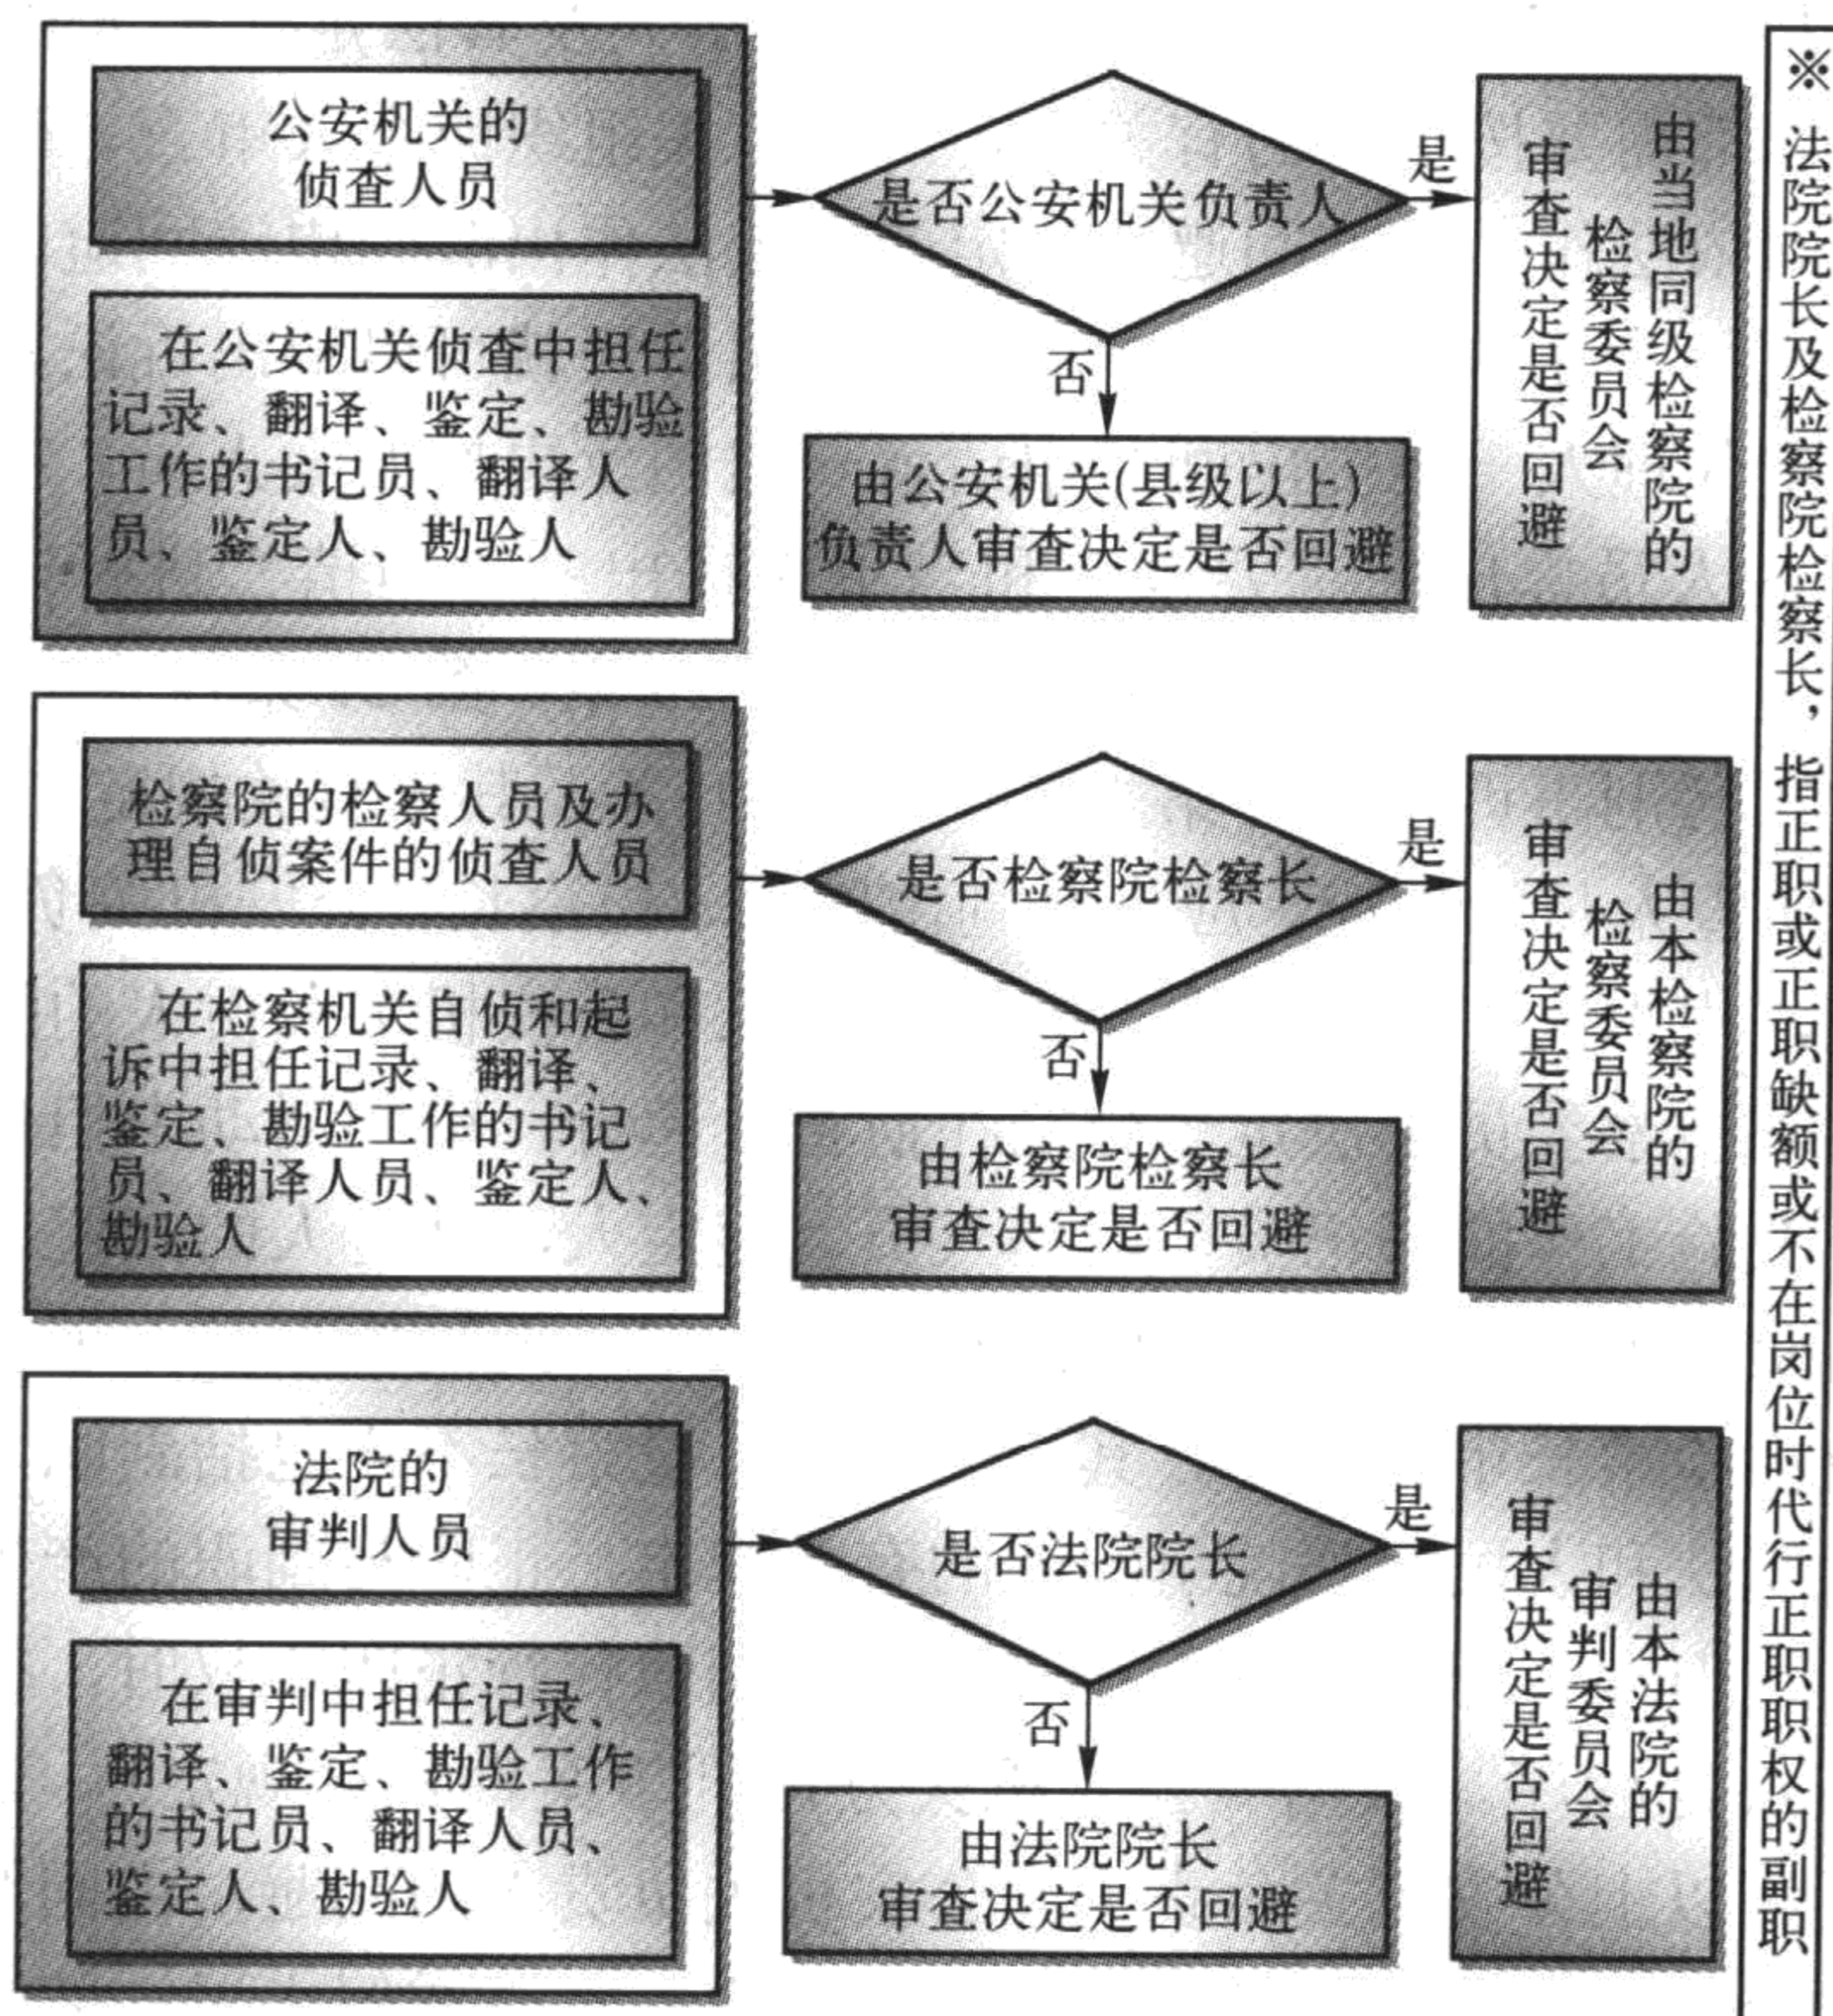 公安机关的
侦查人员
在公安机关侦查中担任
记录、翻译、鉴定、勘验
工作的书记员、翻译人
员、鉴定人、勘验人
是否公安机关负责人
是
否
由公安机关(县级以上)
负责人审查决定是否回避
由当地同级检察院的
检察委员会
审查决定是否回避
检察院的检察人员及办
理自侦案件的侦查人员
在检察机关自侦和起
诉中担任记录、翻译、
鉴定、勘验工作的书记
员、翻译人员、鉴定人、
勘验人
是否检察院检察长
是
否
由检察院检察长
审查决定是否回避
由本检察院的
检察委员会
审查决定是否回避
法院的
审判人员
在审判中担任记录、
翻译、鉴定、勘验工作
的书记员、翻译人员、
鉴定人、勘验人
是否法院院长
是
否
由法院院长
审查决定是否回避
由本法院的
审判委员会
审查决定是否回避
※ 法院院长及检察院检察长，指正职或正职缺额或不在岗位时代行正职职权的副职